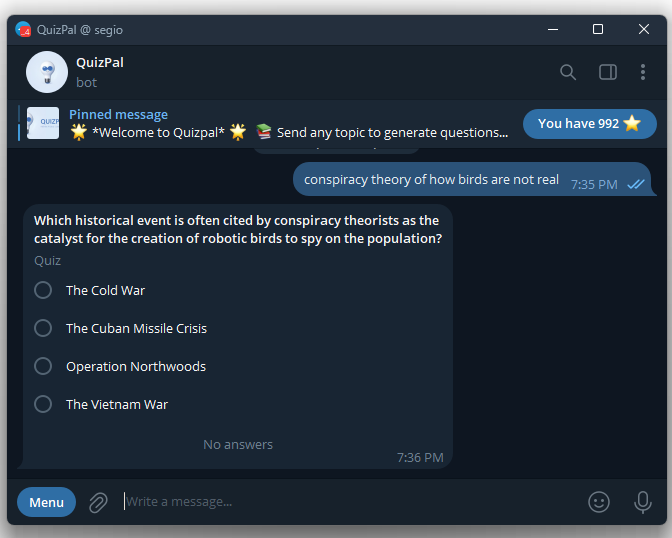 QuizPal @ segio
QuizPal
bot
Pinned message
🌟 *Welcome to Quizpal* 🌟 📚 Send any topic to generate questions...
You have 992 ⭐
conspiracy theory of how birds are not real
7:35 PM
Which historical event is often cited by conspiracy theorists as the
catalyst for the creation of robotic birds to spy on the population?
Quiz
The Cold War
The Cuban Missile Crisis
Operation Northwoods
The Vietnam War
No answers
7:36 PM
Menu
Write a message...